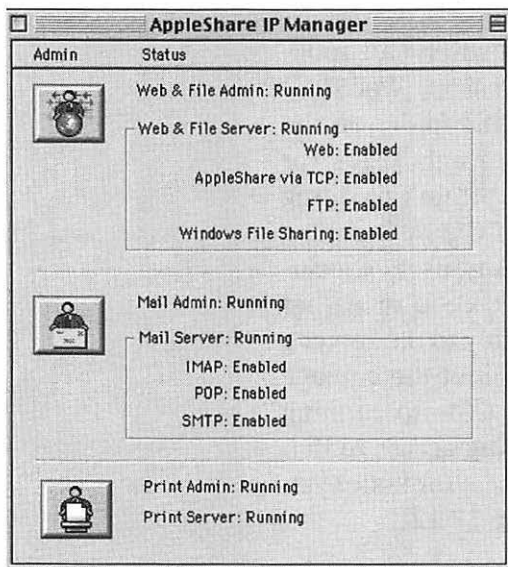 AppleShare IP Manager
Admin Status
Web & File Admin: Running
Web & File Server: Running
Web: Enabled
AppleShare via TCP: Enabled
FTP: Enabled
Windows File Sharing: Enabled
Mail Admin: Running
Mail Server: Running
IMAP: Enabled
POP: Enabled
SMTP: Enabled
Print Admin: Running
Print Server: Running